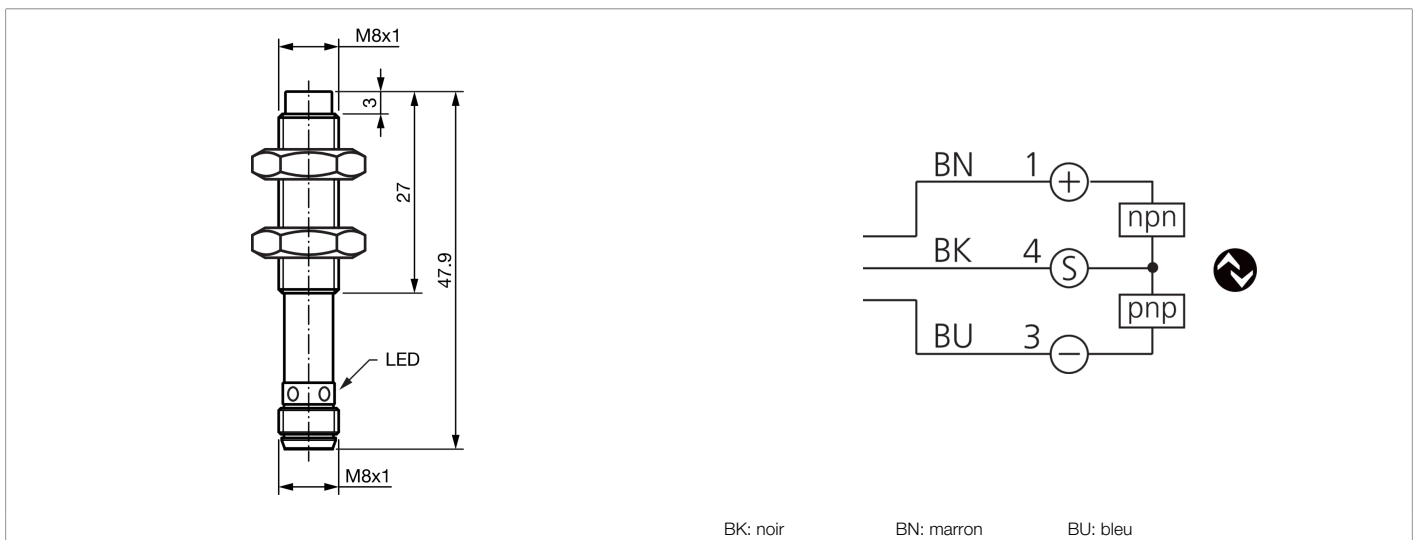 M8x1
3
27
47.9
LED
M8x1
BN 1 +
npn
BK 4 S
pnp
BU 3 −
BK: noir BN: marron BU: bleu